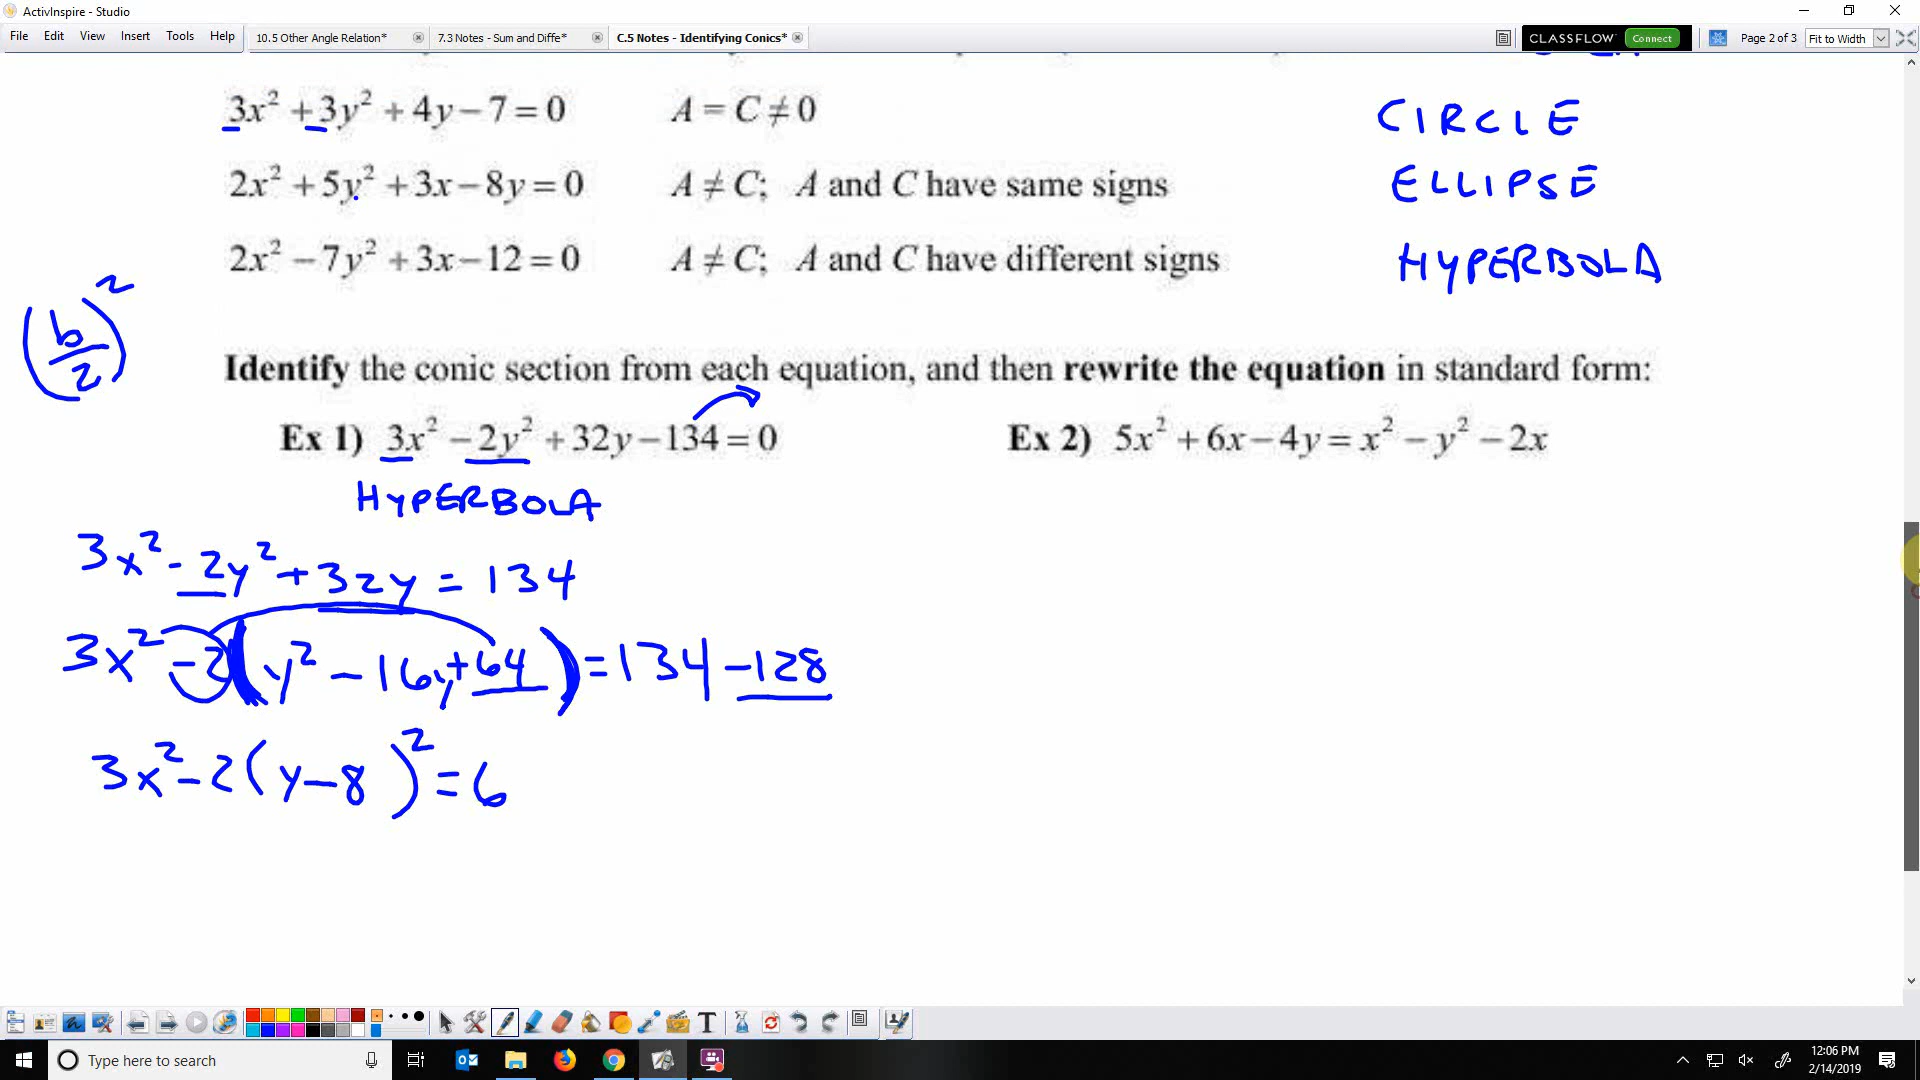 ActivInspire - Studio
File Edit View Insert Tools Help
10.5 Other Angle Relation* 7.3 Notes - Sum and Diffe* C.5 Notes - Identifying Conics*
CLASSFLOW Connect Page 2 of 3 Fit to Width
3x² + 3y² + 4y − 7 = 0 A = C ≠ 0 CIRCLE
2x² + 5y² + 3x − 8y = 0 A ≠ C; A and C have same signs ELLIPSE
2x² − 7y² + 3x − 12 = 0 A ≠ C; A and C have different signs HYPERBOLA
(b/2)²
Identify the conic section from each equation, and then rewrite the equation in standard form:
Ex 1) 3x² − 2y² + 32y − 134 = 0 Ex 2) 5x² + 6x − 4y = x² − y² − 2x
HYPERBOLA
3x² - 2y² + 32y = 134
3x² - 2(y² - 16y + 64) = 134 - 128
3x² - 2(y - 8)² = 6
T
Type here to search
12:06 PM
2/14/2019